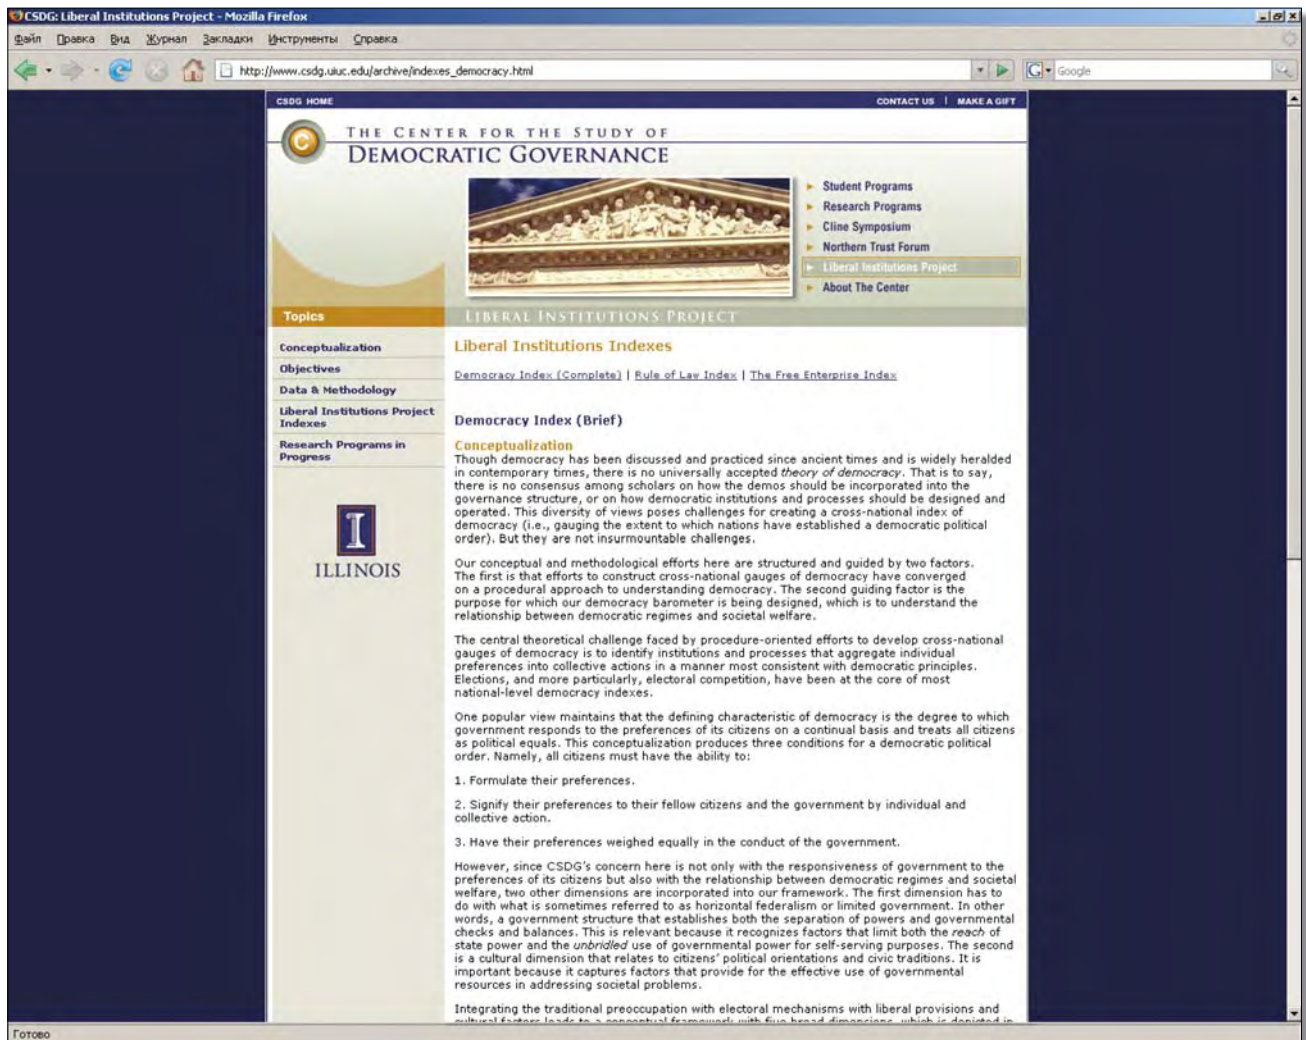 CSDG: Liberal Institutions Project - Mozilla Firefox
Файл Правка Вид Журнал Закладки Инструменты Справка
http://www.csdg.uiuc.edu/archive/indexes_democracy.html
G Google
CSDG HOME CONTACT US | MAKE A GIFT
C
THE CENTER FOR THE STUDY OF
DEMOCRATIC GOVERNANCE
Student Programs
Research Programs
Cline Symposium
Northern Trust Forum
Liberal Institutions Project
About The Center
Topics
LIBERAL INSTITUTIONS PROJECT
Conceptualization
Objectives
Data & Methodology
Liberal Institutions Project
Indexes
Research Programs in
Progress
I
ILLINOIS
Liberal Institutions Indexes
Democracy Index (Complete) | Rule of Law Index | The Free Enterprise Index
Democracy Index (Brief)
Conceptualization
Though democracy has been discussed and practiced since ancient times and is widely heralded
in contemporary times, there is no universally accepted theory of democracy. That is to say,
there is no consensus among scholars on how the demos should be incorporated into the
governance structure, or on how democratic institutions and processes should be designed and
operated. This diversity of views poses challenges for creating a cross-national index of
democracy (i.e., gauging the extent to which nations have established a democratic political
order). But they are not insurmountable challenges.
Our conceptual and methodological efforts here are structured and guided by two factors.
The first is that efforts to construct cross-national gauges of democracy have converged
on a procedural approach to understanding democracy. The second guiding factor is the
purpose for which our democracy barometer is being designed, which is to understand the
relationship between democratic regimes and societal welfare.
The central theoretical challenge faced by procedure-oriented efforts to develop cross-national
gauges of democracy is to identify institutions and processes that aggregate individual
preferences into collective actions in a manner most consistent with democratic principles.
Elections, and more particularly, electoral competition, have been at the core of most
national-level democracy indexes.
One popular view maintains that the defining characteristic of democracy is the degree to which
government responds to the preferences of its citizens on a continual basis and treats all citizens
as political equals. This conceptualization produces three conditions for a democratic political
order. Namely, all citizens must have the ability to:
1. Formulate their preferences.
2. Signify their preferences to their fellow citizens and the government by individual and
collective action.
3. Have their preferences weighed equally in the conduct of the government.
However, since CSDG's concern here is not only with the responsiveness of government to the
preferences of its citizens but also with the relationship between democratic regimes and societal
welfare, two other dimensions are incorporated into our framework. The first dimension has to
do with what is sometimes referred to as horizontal federalism or limited government. In other
words, a government structure that establishes both the separation of powers and governmental
checks and balances. This is relevant because it recognizes factors that limit both the reach of
state power and the unbridled use of governmental power for self-serving purposes. The second
is a cultural dimension that relates to citizens' political orientations and civic traditions. It is
important because it captures factors that provide for the effective use of governmental
resources in addressing societal problems.
Integrating the traditional preoccupation with electoral mechanisms with liberal provisions and
cultural factors leads to a conceptual framework with five broad dimensions, which is depicted in
Готово